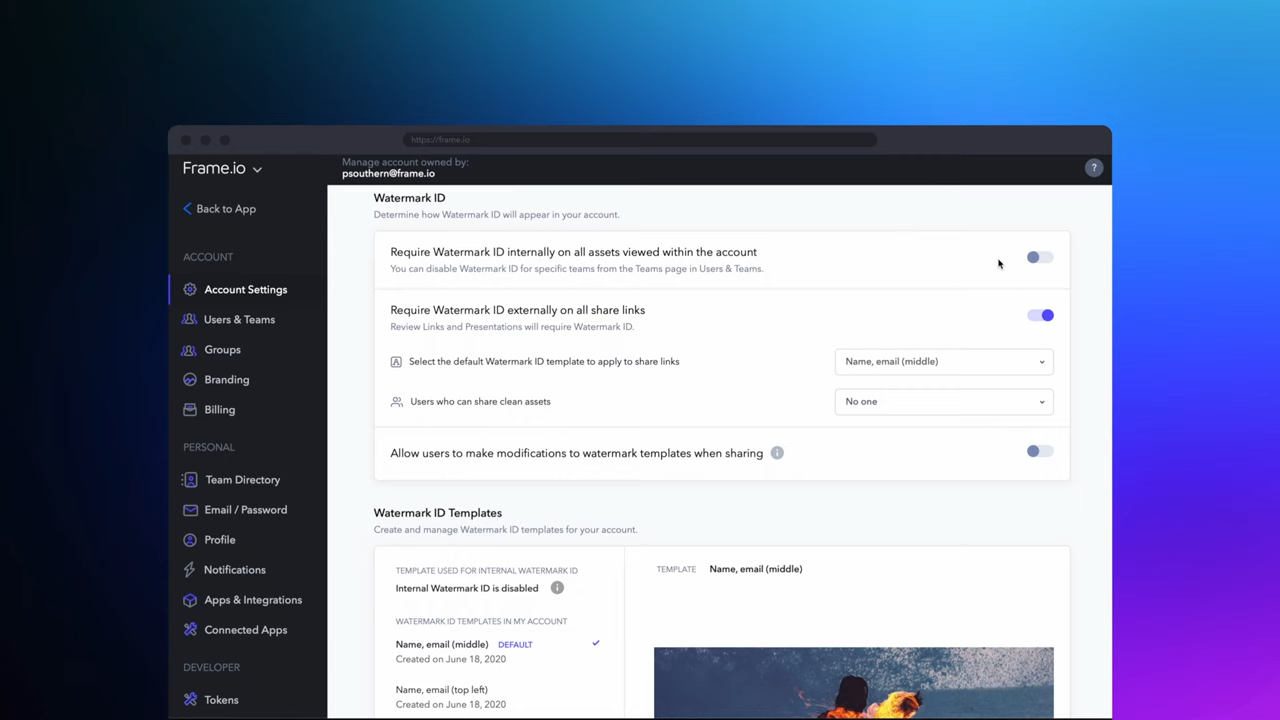 https://frame.io
Frame.io
Manage account owned by:
psouthern@frame.io
?
Back to App
ACCOUNT
Account Settings
Users & Teams
Groups
Branding
Billing
PERSONAL
Team Directory
Email / Password
Profile
Notifications
Apps & Integrations
Connected Apps
DEVELOPER
Tokens
Watermark ID
Determine how Watermark ID will appear in your account.
Require Watermark ID internally on all assets viewed within the account
You can disable Watermark ID for specific teams from the Teams page in Users & Teams.
Require Watermark ID externally on all share links
Review Links and Presentations will require Watermark ID.
Select the default Watermark ID template to apply to share links
Name, email (middle)
Users who can share clean assets
No one
Allow users to make modifications to watermark templates when sharing
Watermark ID Templates
Create and manage Watermark ID templates for your account.
TEMPLATE USED FOR INTERNAL WATERMARK ID
Internal Watermark ID is disabled
WATERMARK ID TEMPLATES IN MY ACCOUNT
Name, email (middle) DEFAULT
Created on June 18, 2020
Name, email (top left)
Created on June 18, 2020
TEMPLATE Name, email (middle)